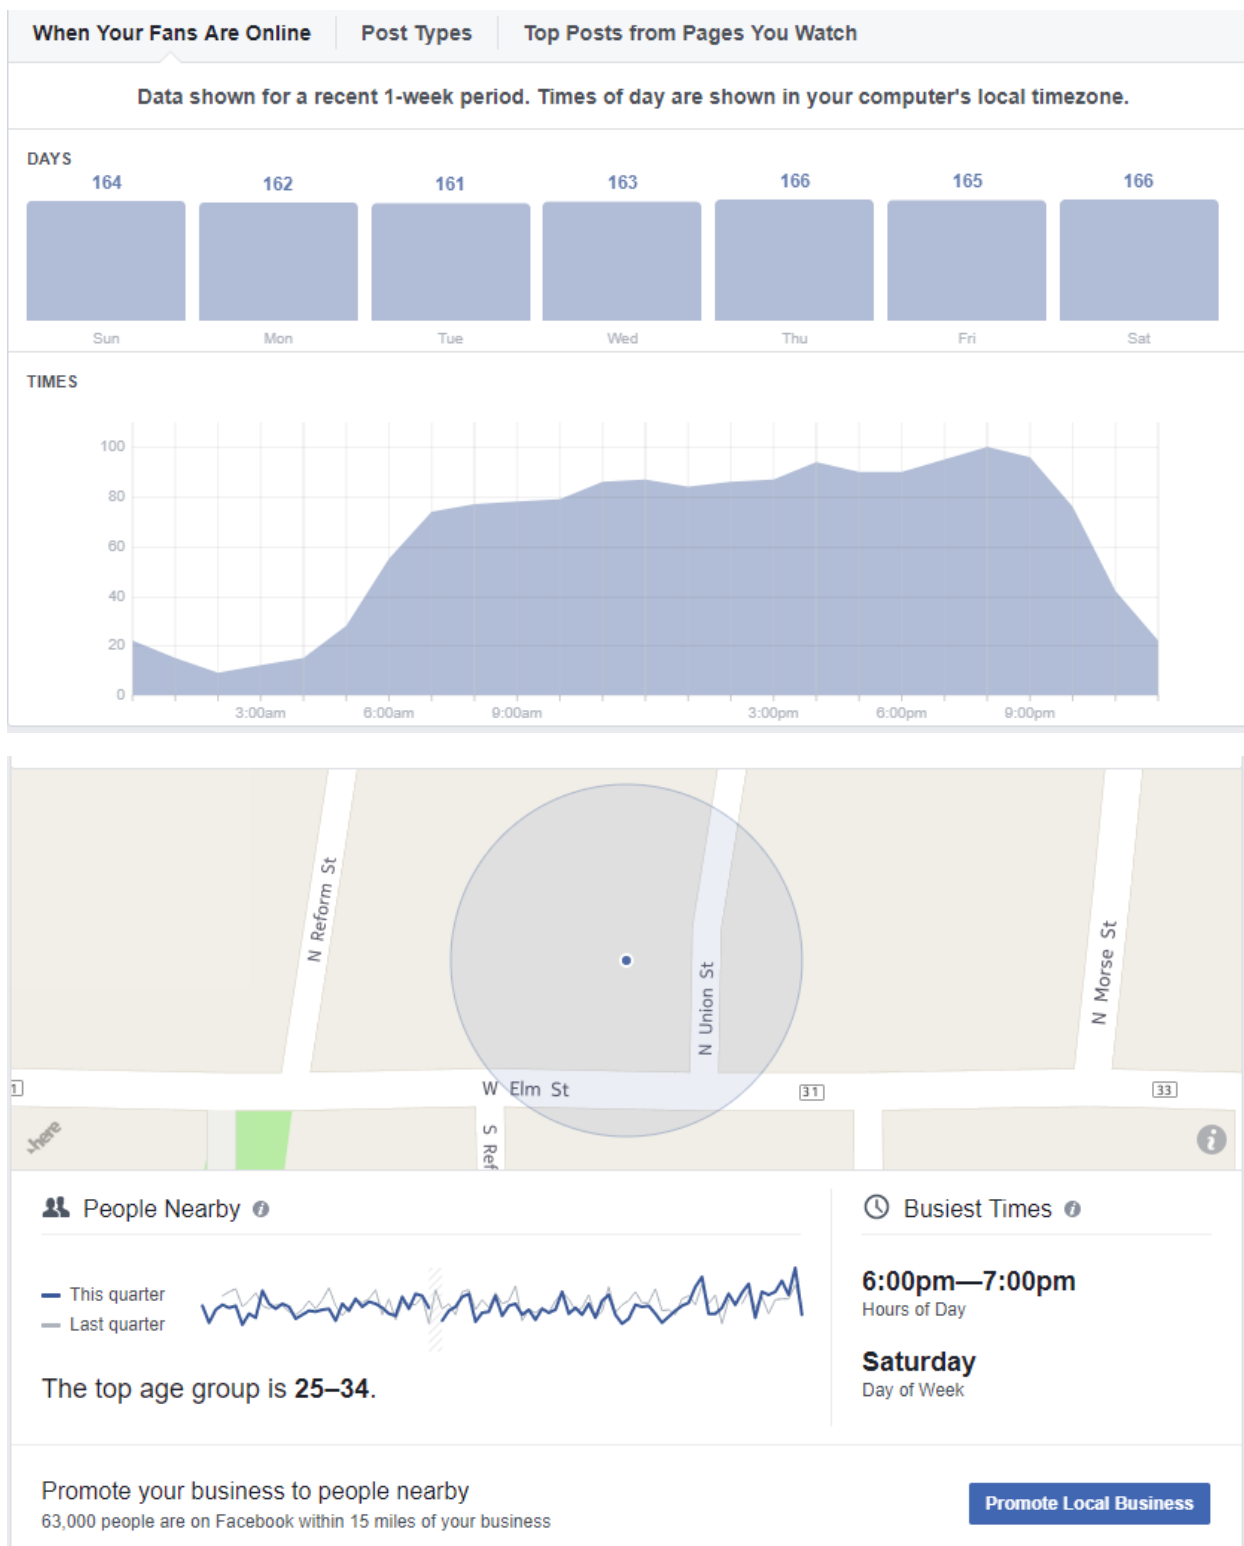 When Your Fans Are Online Post Types Top Posts from Pages You Watch
Data shown for a recent 1-week period. Times of day are shown in your computer's local timezone.
DAYS
164 162 161 163 166 165 166
Sun Mon Tue Wed Thu Fri Sat
TIMES
100
80
60
40
20
0
3:00am 6:00am 9:00am 3:00pm 6:00pm 9:00pm
N Reform St
N Union St
N Morse St
W Elm St
1 31 33
S Ref
here
People Nearby
Busiest Times
This quarter
Last quarter
The top age group is 25–34.
6:00pm—7:00pm
Hours of Day
Saturday
Day of Week
Promote your business to people nearby
63,000 people are on Facebook within 15 miles of your business
Promote Local Business